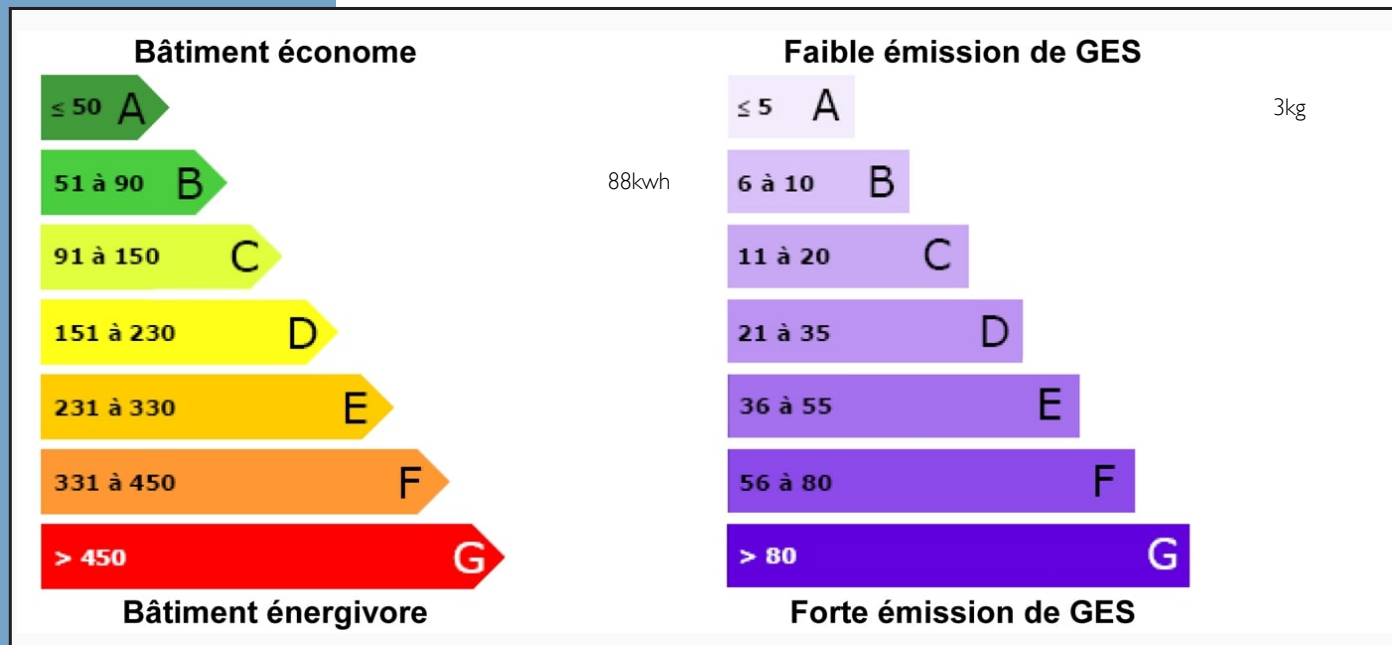 Bâtiment économe
≤ 50 A
51 à 90 B
88kwh
91 à 150 C
151 à 230 D
231 à 330 E
331 à 450 F
> 450 G
Bâtiment énergivore
Faible émission de GES
≤ 5 A
3kg
6 à 10 B
11 à 20 C
21 à 35 D
36 à 55 E
56 à 80 F
> 80 G
Forte émission de GES